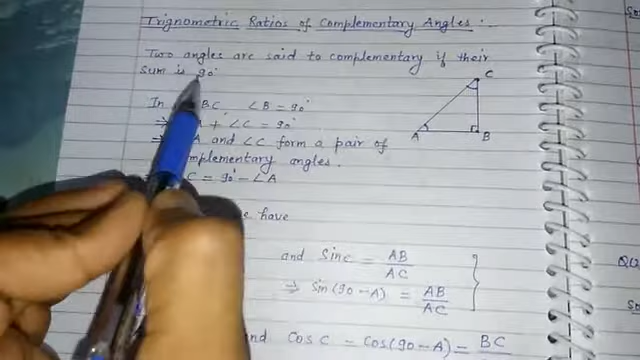 Trignometric Ratios of Complementary Angles :-
Two angles are said to complementary if their
sum is 90°
C
In BC ∠B = 90°
A B
⇒ + ∠C = 90°
⇒ A and ∠C form a pair of
mplementary angles.
C = 90° - ∠A
have
and Sin C = AB/AC
⇒ Sin(90-A) = AB/AC
nd Cos C - Cos(90-A) - BC
Q(2
So